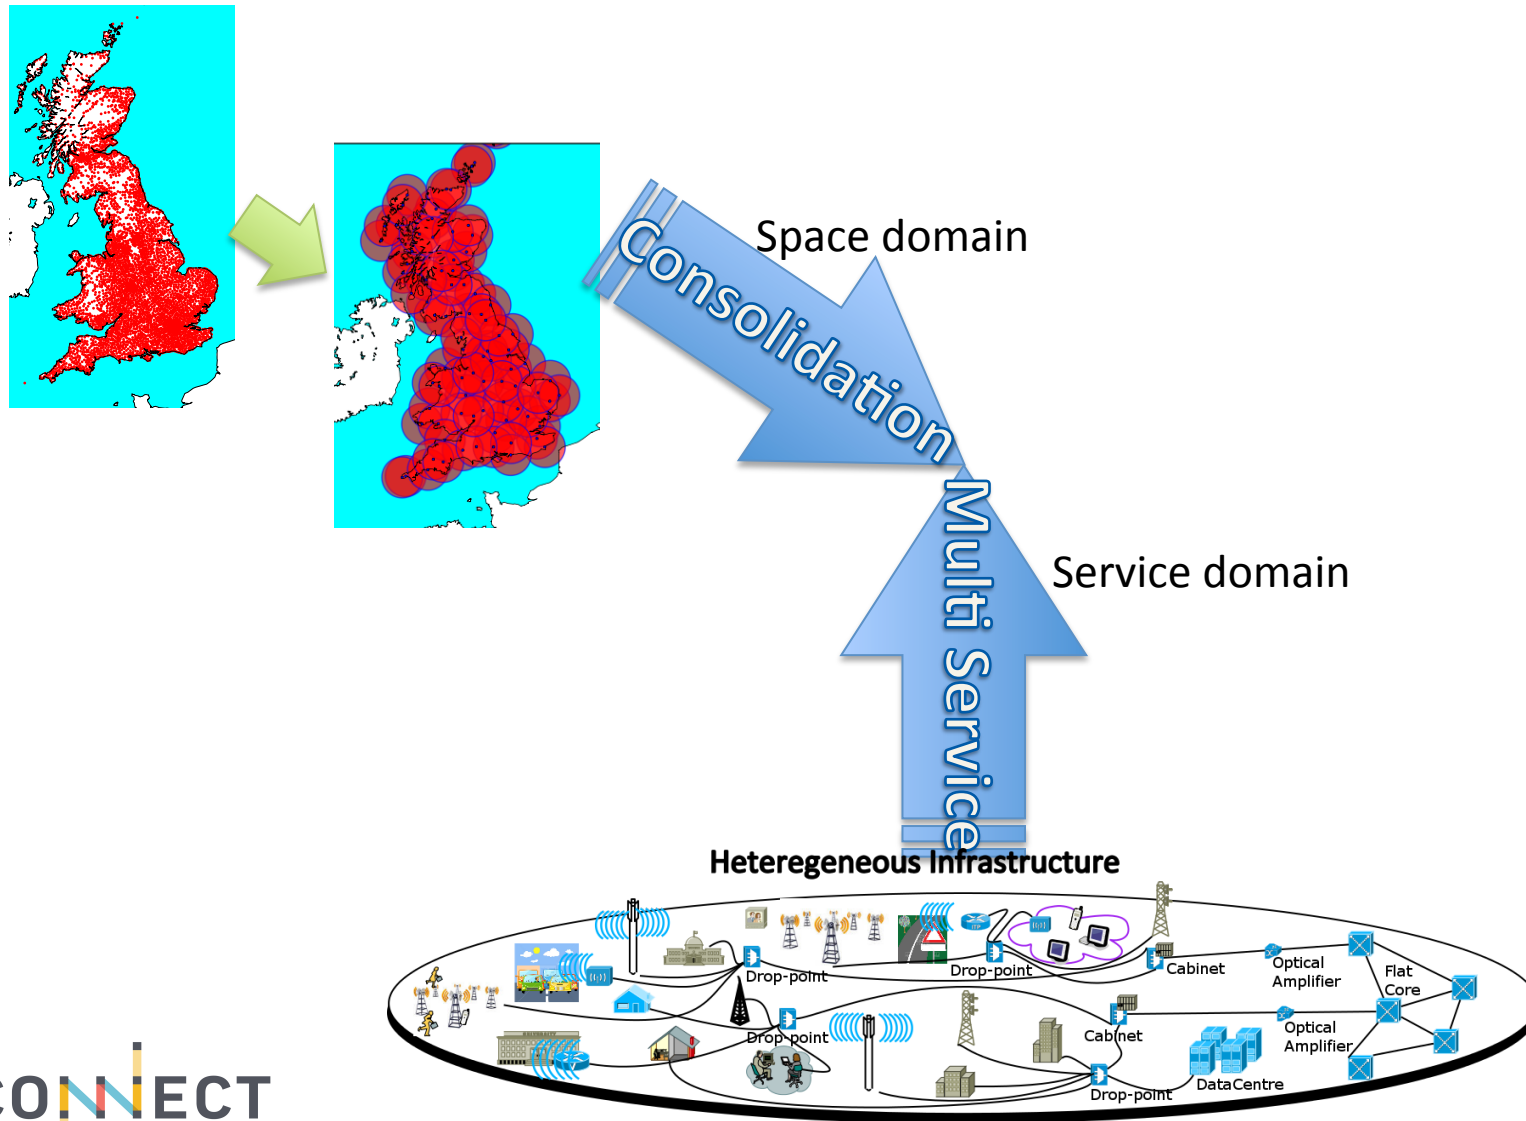 Space domain
Consolidation
Multi Service
Service domain
Heteregeneous Infrastructure
Drop-point
Drop-point
Cabinet
Optical
Amplifier
Flat
Core
Drop-point
Cabinet
Optical
Amplifier
UNIVERSITY
Drop-point
DataCentre
CONNECT